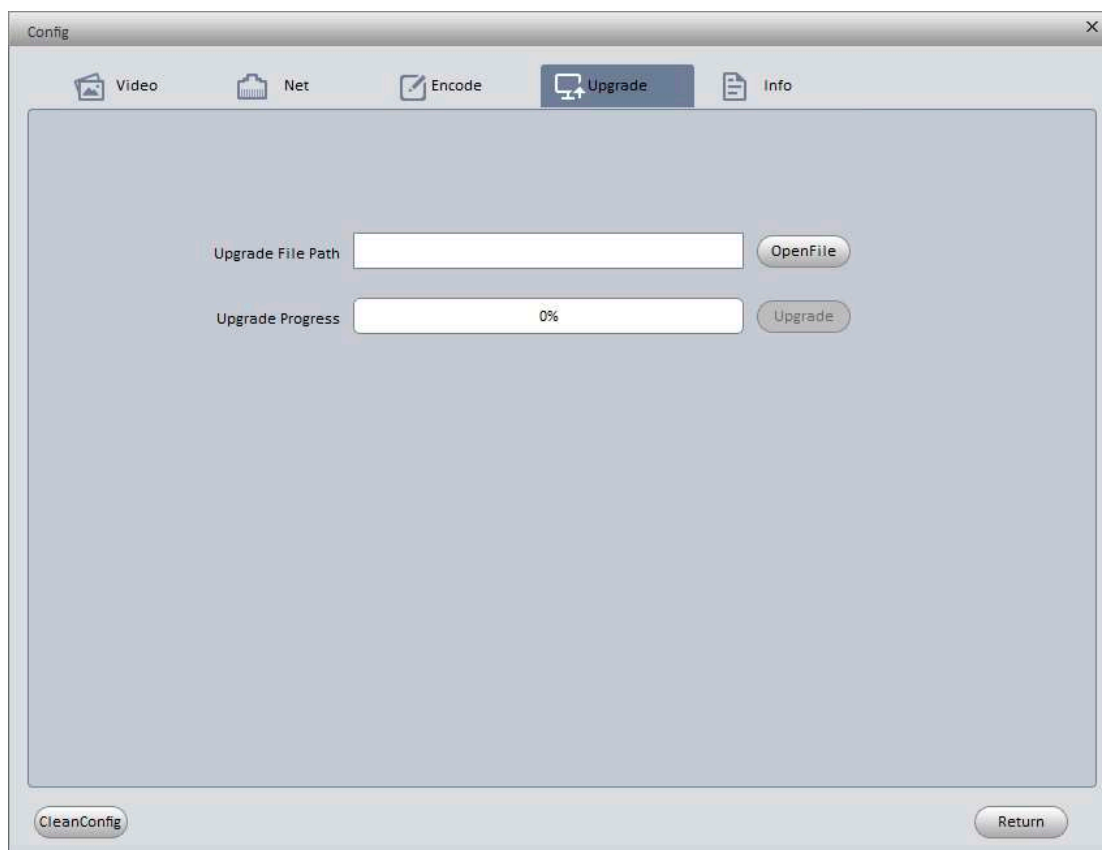 Config
Video Net Encode Upgrade Info
Upgrade File Path OpenFile
Upgrade Progress 0% Upgrade
CleanConfig Return